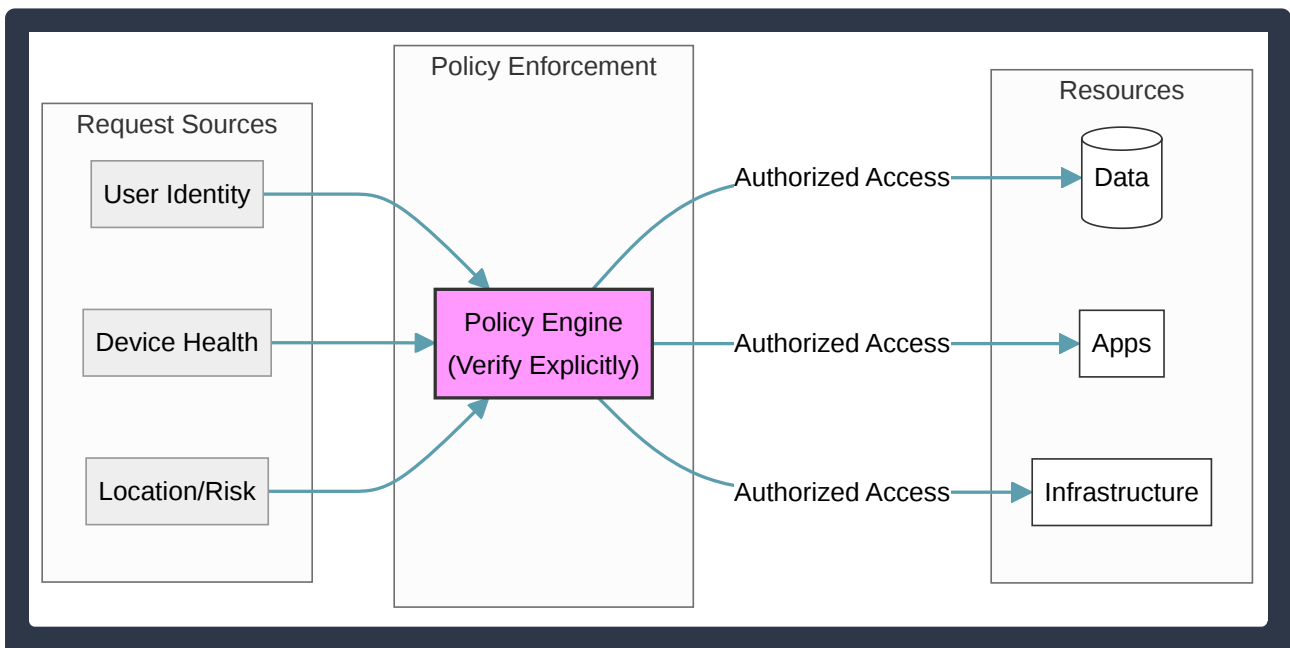 Request Sources
User Identity
Device Health
Location/Risk
Policy Enforcement
Policy Engine
(Verify Explicitly)
Authorized Access
Authorized Access
Authorized Access
Resources
Data
Apps
Infrastructure